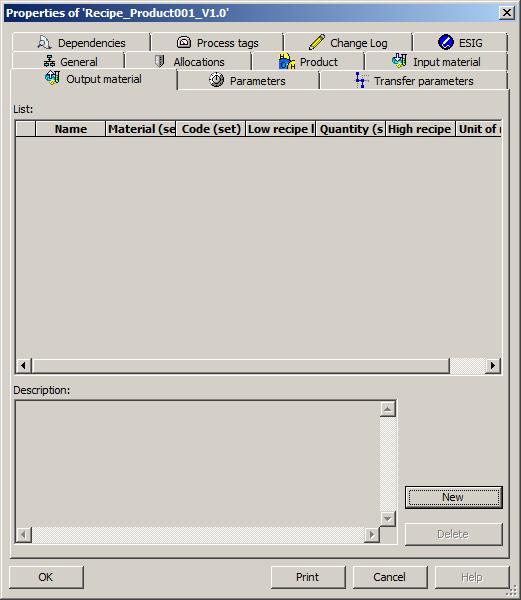 Properties of 'Recipe_Product001_V1.0'
Dependencies Process tags Change Log ESIG
General Allocations Product Input material
Output material Parameters Transfer parameters
List:
Name Material (se Code (set) Low recipe l Quantity (s High recipe Unit of
Description:
New
Delete
OK Print Cancel Help